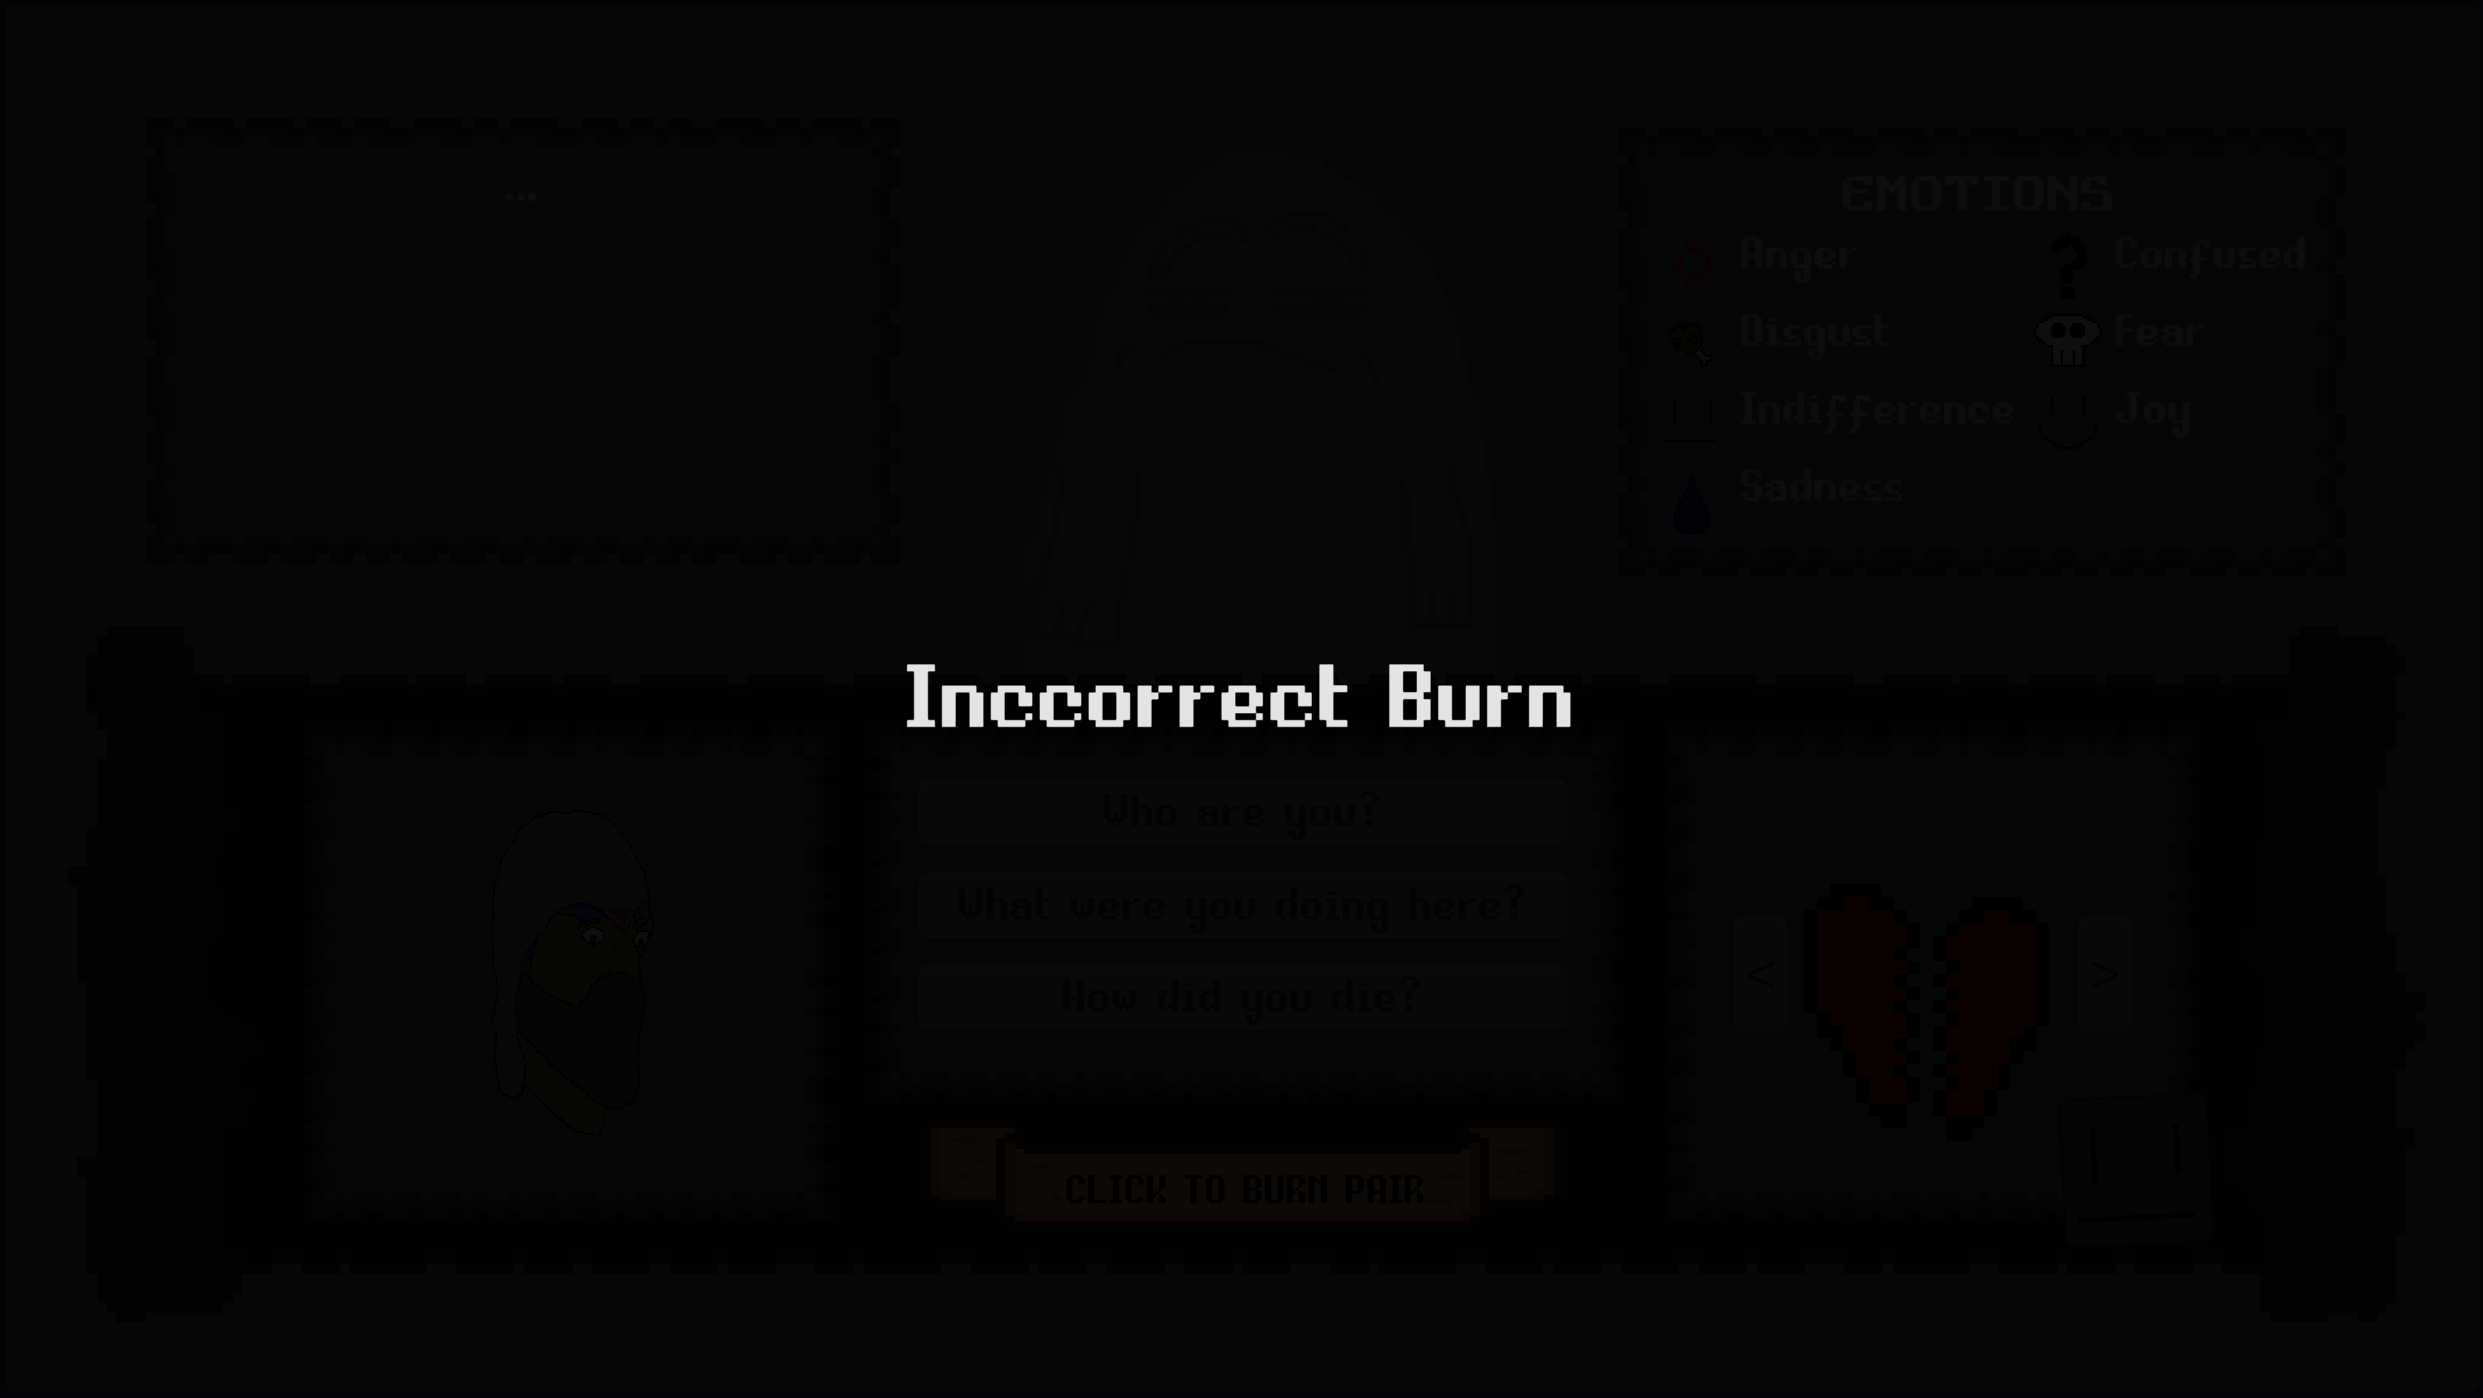 ...
EMOTIONS
Anger
Confused
Disgust
Fear
Indifference
Joy
Sadness
Inccorrect Burn
Who are you?
What were you doing here?
How did you die?
<
>
CLICK TO BURN PAIR